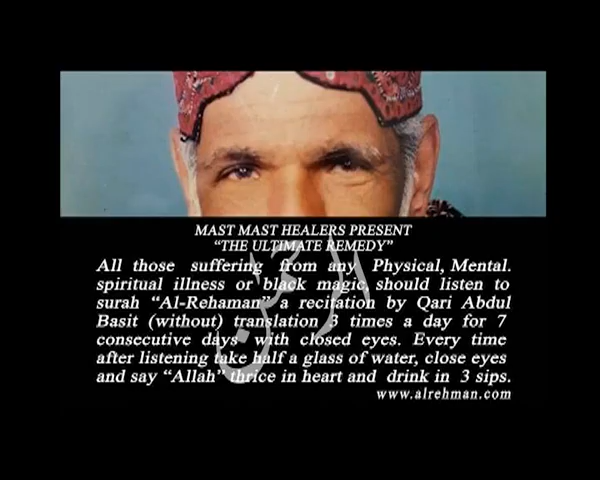 MAST MAST HEALERS PRESENT
"THE ULTIMATE REMEDY"
All those suffering from any Physical, Mental.
spiritual illness or black magic, should listen to
surah "Al-Rehaman" a recitation by Qari Abdul
Basit (without) translation 3 times a day for 7
consecutive days with closed eyes. Every time
after listening take half a glass of water, close eyes
and say "Allah" thrice in heart and drink in 3 sips.
www.alrehman.com
الرحمن